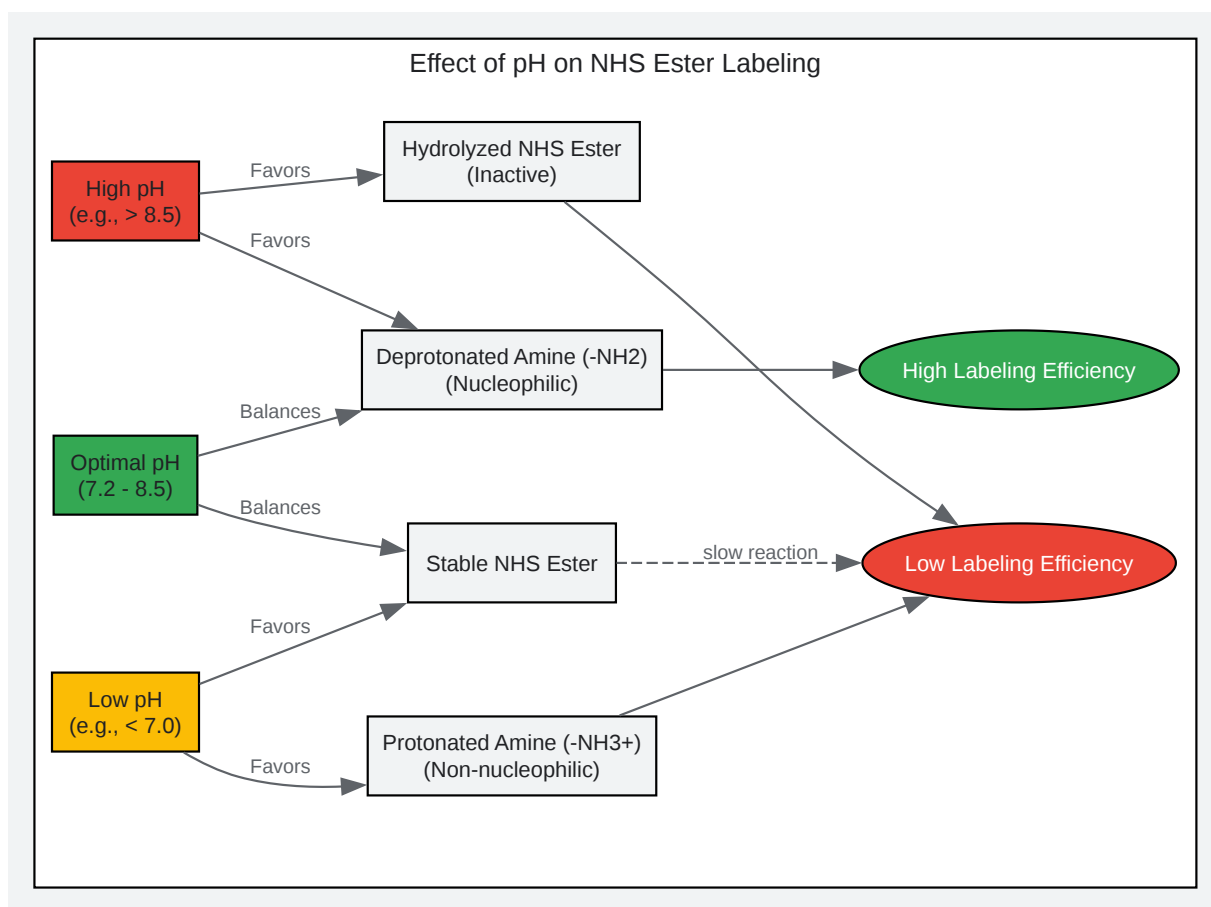 Effect of pH on NHS Ester Labeling
High pH
(e.g., > 8.5)
Favors
Favors
Hydrolyzed NHS Ester
(Inactive)
Deprotonated Amine (-NH2)
(Nucleophilic)
High Labeling Efficiency
Optimal pH
(7.2 - 8.5)
Balances
Balances
Stable NHS Ester
slow reaction
Low Labeling Efficiency
Low pH
(e.g., < 7.0)
Favors
Favors
Protonated Amine (-NH3+)
(Non-nucleophilic)